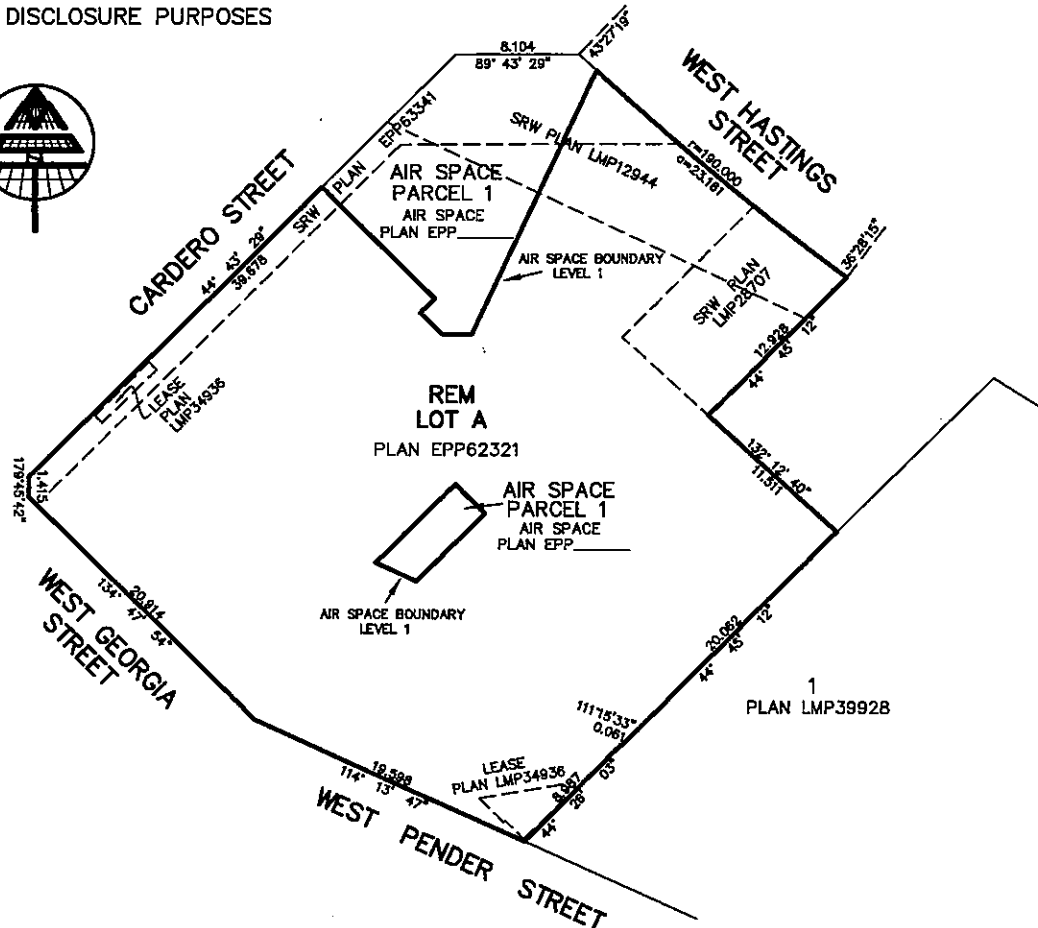 DISCLOSURE PURPOSES
8.104
89° 43' 29"
43°27'19"
WEST HASTINGS
STREET
r=190.000
a=23.181
36°28'15"
CARDERO STREET
44° 43' 29"
39.678
SRW PLAN EPP63341
SRW PLAN LMP12944
AIR SPACE
PARCEL 1
AIR SPACE
PLAN EPP______
AIR SPACE BOUNDARY
LEVEL 1
SRW PLAN
LMP28707
12.928
44° 45' 12"
LEASE
PLAN
LMP34936
REM
LOT A
PLAN EPP62321
132° 12' 40"
11.511
1.415
179°45'42"
AIR SPACE
PARCEL 1
AIR SPACE
PLAN EPP______
AIR SPACE BOUNDARY
LEVEL 1
20.914
134° 47' 54"
WEST GEORGIA
STREET
20.062
44° 45' 12"
1
PLAN LMP39928
111°15'33"
0.061
LEASE
PLAN LMP34936
8.987
44° 26' 03"
19.598
114° 13' 47"
WEST PENDER STREET